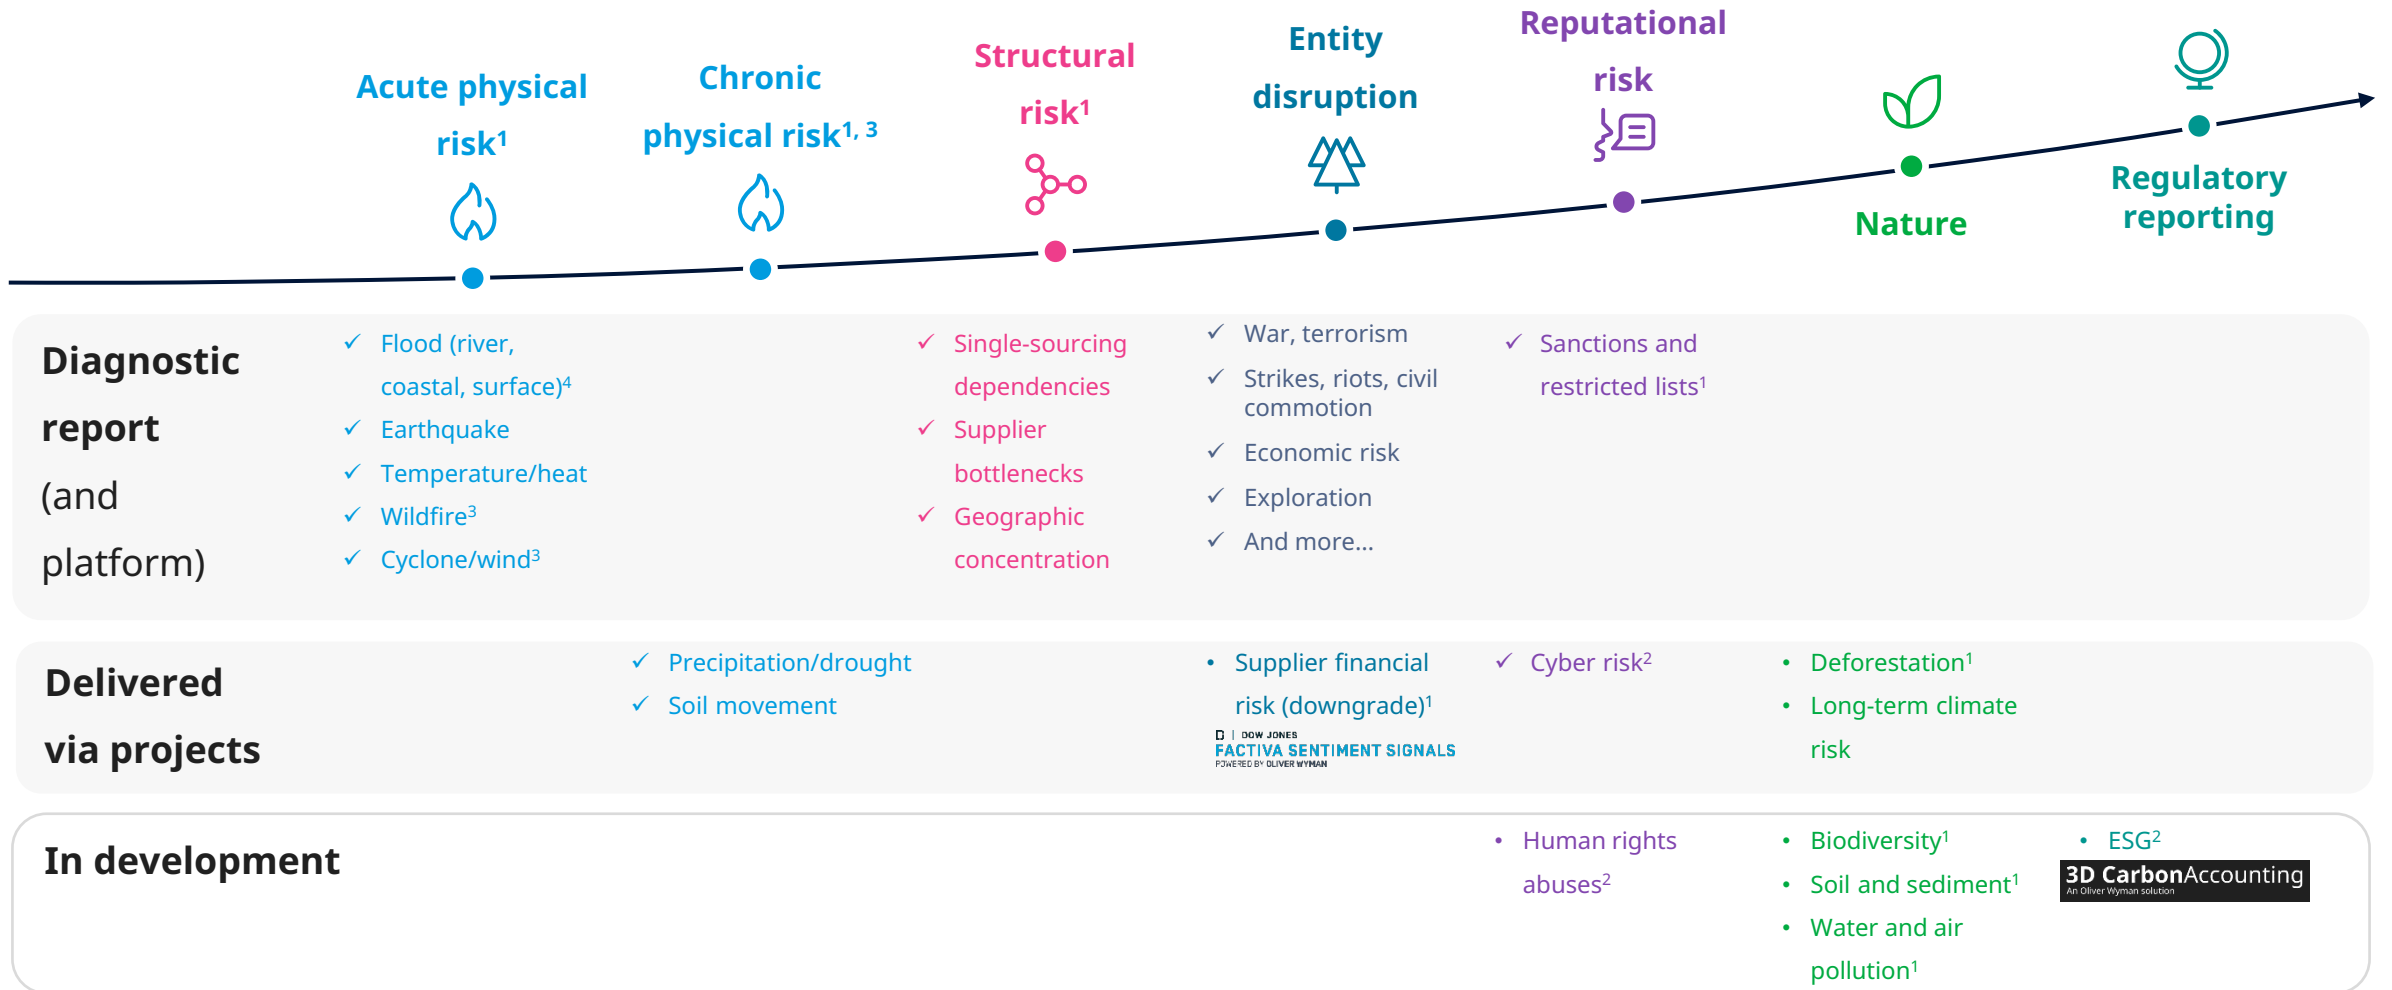 Acute physical
risk1
Chronic
physical risk1, 3
Structural
risk1
Entity
disruption
Reputational
risk
Nature
Regulatory
reporting
Diagnostic
report
(and
platform)
✓ Flood (river,
coastal, surface)4
✓ Earthquake
✓ Temperature/heat
✓ Wildfire3
✓ Cyclone/wind3
✓ Single-sourcing
dependencies
✓ Supplier
bottlenecks
✓ Geographic
concentration
✓ War, terrorism
✓ Strikes, riots, civil
commotion
✓ Economic risk
✓ Exploration
✓ And more...
✓ Sanctions and
restricted lists1
Delivered
via projects
✓ Precipitation/drought
✓ Soil movement
• Supplier financial
risk (downgrade)1
D | DOW JONES
FACTIVA SENTIMENT SIGNALS
POWERED BY OLIVER WYMAN
✓ Cyber risk2
• Deforestation1
• Long-term climate
risk
In development
• Human rights
abuses2
• Biodiversity1
• Soil and sediment1
• Water and air
pollution1
• ESG2
3D CarbonAccounting
An Oliver Wyman solution